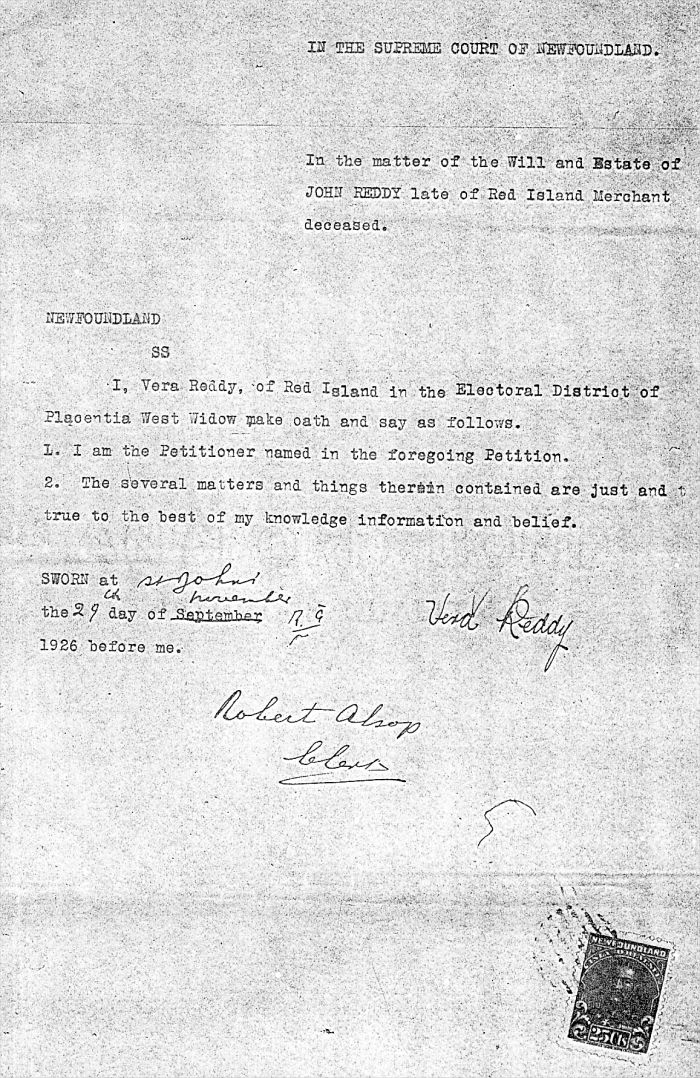 IN THE SUPREME COURT OF NEWFOUNDLAND.
In the matter of the Will and Estate of
JOHN REDDY late of Red Island Merchant
deceased.
NEWFOUNDLAND
SS
I, Vera Reddy, of Red Island in the Electoral District of
Placentia West Widow make oath and say as follows.
1. I am the Petitioner named in the foregoing Petition.
2. The several matters and things therein contained are just and t
true to the best of my knowledge information and belief.
SWORN at St Johns
th november
the 29 day of September R. A
1926 before me.
Vera Reddy
Robert Alsop
Clerk
NEWFOUNDLAND
25 CTS